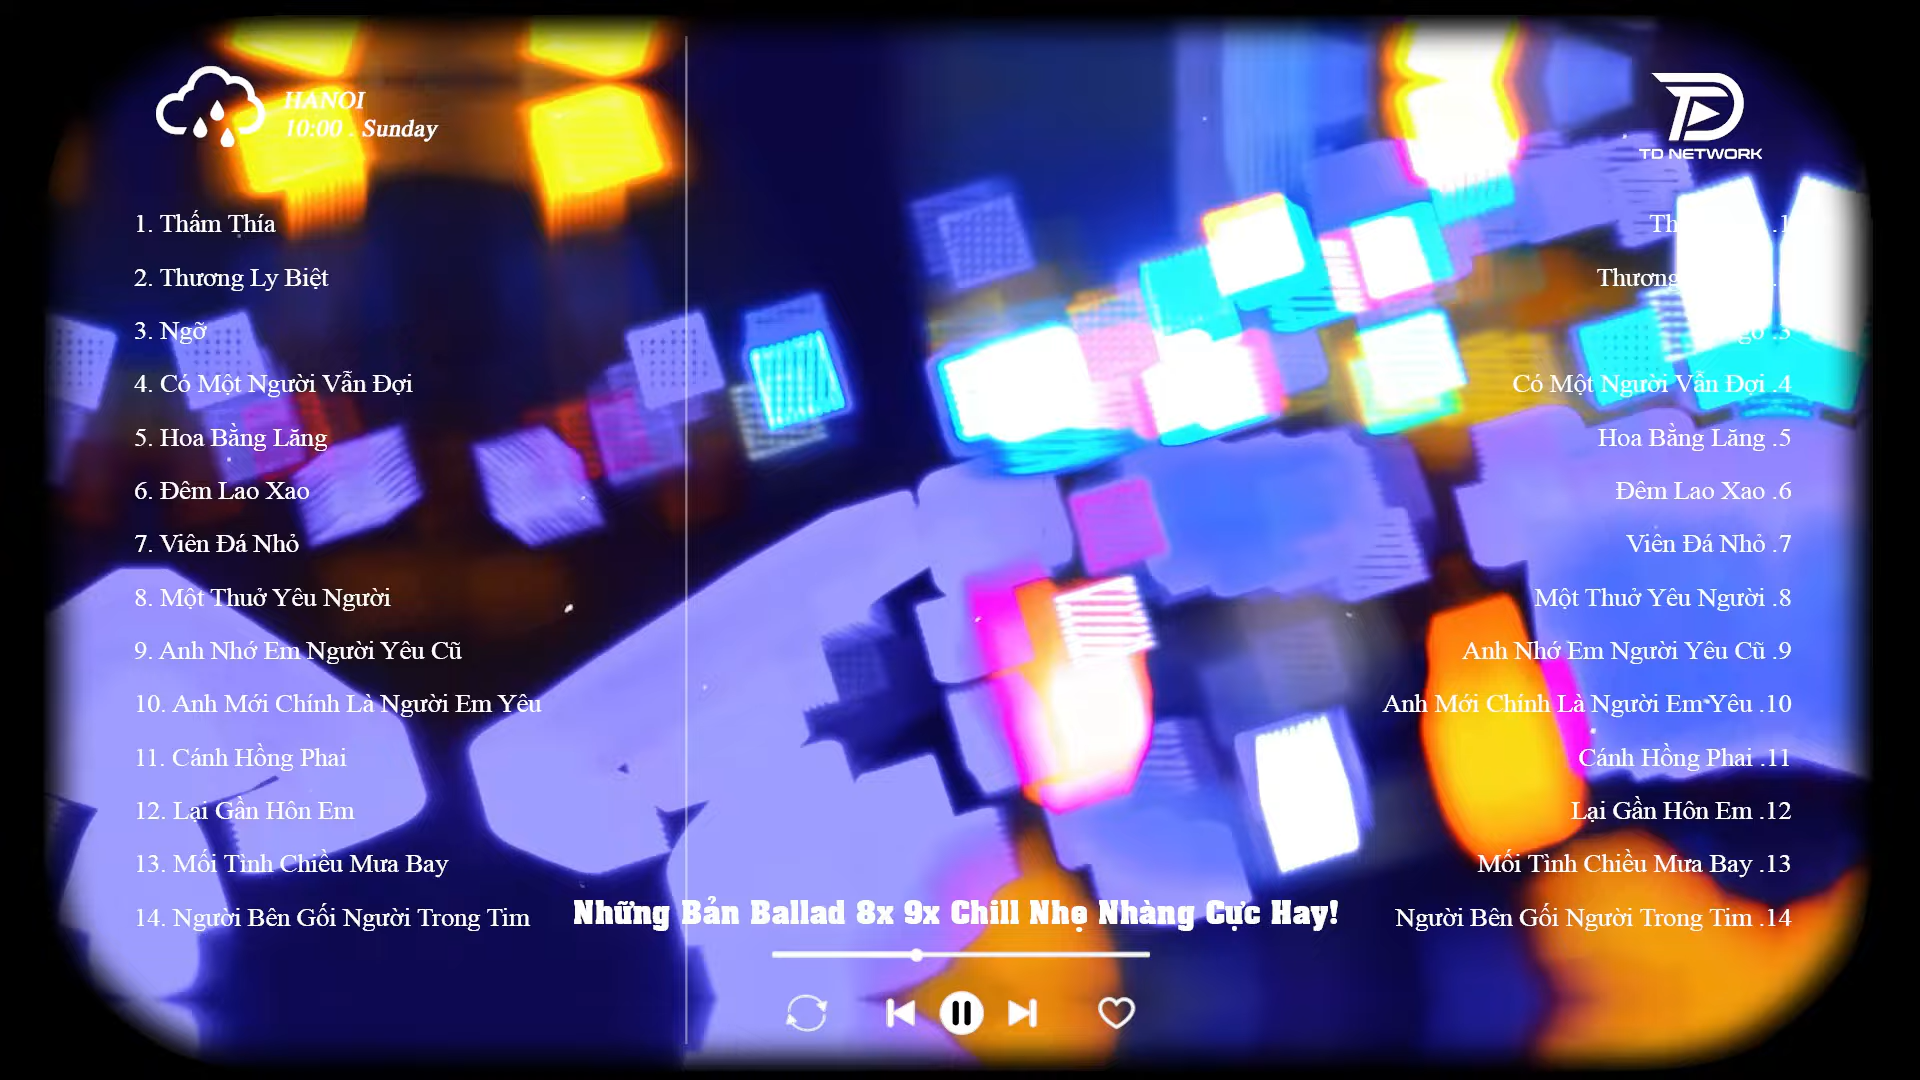 HANOI
10:00 . Sunday
TD NETWORK
1. Thấm Thía
2. Thương Ly Biệt
3. Ngỡ
4. Có Một Người Vẫn Đợi
5. Hoa Bằng Lăng
6. Đêm Lao Xao
7. Viên Đá Nhỏ
8. Một Thuở Yêu Người
9. Anh Nhớ Em Người Yêu Cũ
10. Anh Mới Chính Là Người Em Yêu
11. Cánh Hồng Phai
12. Lại Gần Hôn Em
13. Mối Tình Chiều Mưa Bay
14. Người Bên Gối Người Trong Tim
.1
Thương
.3
Có Một Người Vẫn Đợi .4
Hoa Bằng Lăng .5
Đêm Lao Xao .6
Viên Đá Nhỏ .7
Một Thuở Yêu Người .8
Anh Nhớ Em Người Yêu Cũ .9
Anh Mới Chính Là Người Em Yêu .10
Cánh Hồng Phai .11
Lại Gần Hôn Em .12
Mối Tình Chiều Mưa Bay .13
Người Bên Gối Người Trong Tim .14
Những Bản Ballad 8x 9x Chill Nhẹ Nhàng Cực Hay!